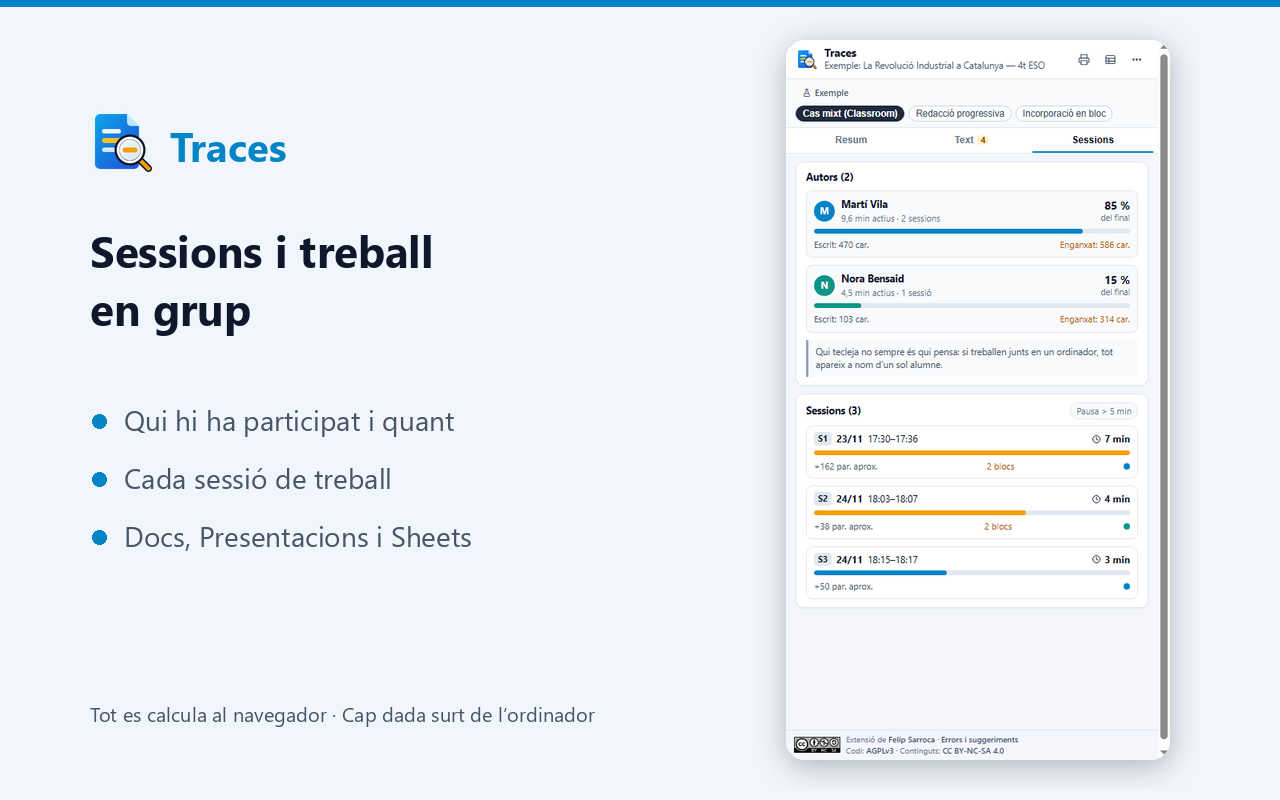 Traces
Sessions i treball
en grup
Qui hi ha participat i quant
Cada sessió de treball
Docs, Presentacions i Sheets
Tot es calcula al navegador · Cap dada surt de l’ordinador
Traces
Exemple: La Revolució Industrial a Catalunya — 4t ESO
Exemple
Cas mixt (Classroom) Redacció progressiva Incorporació en bloc
Resum Text 4 Sessions
Autors (2)
M Martí Vila 85 %
9,6 min actius · 2 sessions del final
Escrit: 470 car. Enganxat: 586 car.
N Nora Bensaid 15 %
4,5 min actius · 1 sessió del final
Escrit: 103 car. Enganxat: 314 car.
Qui tecleja no sempre és qui pensa: si treballen junts en un ordinador, tot
apareix a nom d’un sol alumne.
Sessions (3) Pausa > 5 min
S1 23/11 17:30–17:36 7 min
+162 par. aprox. 2 blocs
S2 24/11 18:03–18:07 4 min
+38 par. aprox. 2 blocs
S3 24/11 18:15–18:17 3 min
+50 par. aprox.
Extensió de Felip Sarroca · Errors i suggeriments
Codi: AGPLv3 · Continguts: CC BY-NC-SA 4.0
cc BY NC SA